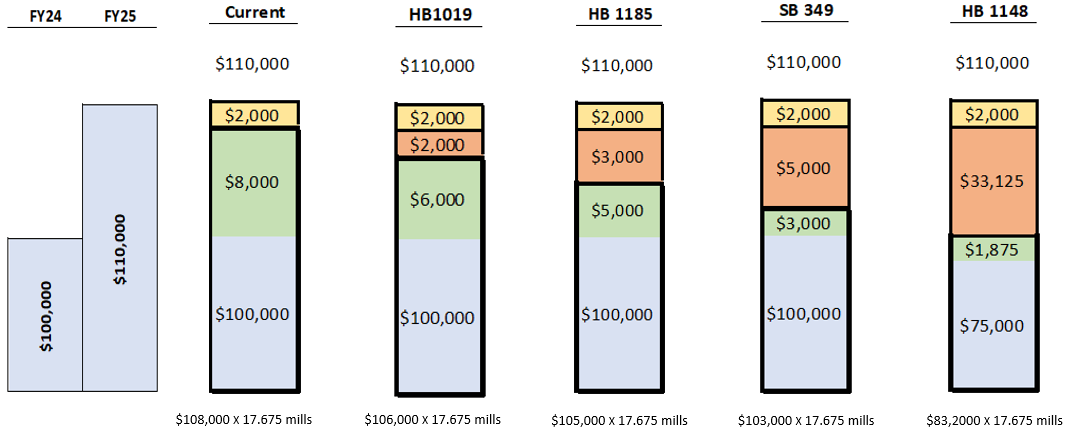 FY24 FY25 Current HB1019 HB 1185 SB 349 HB 1148
$110,000 $110,000 $110,000 $110,000 $110,000
$2,000 $2,000 $2,000 $2,000 $2,000
$2,000 $3,000 $5,000 $33,125
$8,000 $6,000 $5,000 $3,000 $1,875
$100,000 $110,000 $100,000 $100,000 $100,000 $100,000 $75,000
$108,000 x 17.675 mills $106,000 x 17.675 mills $105,000 x 17.675 mills $103,000 x 17.675 mills $83,2000 x 17.675 mills